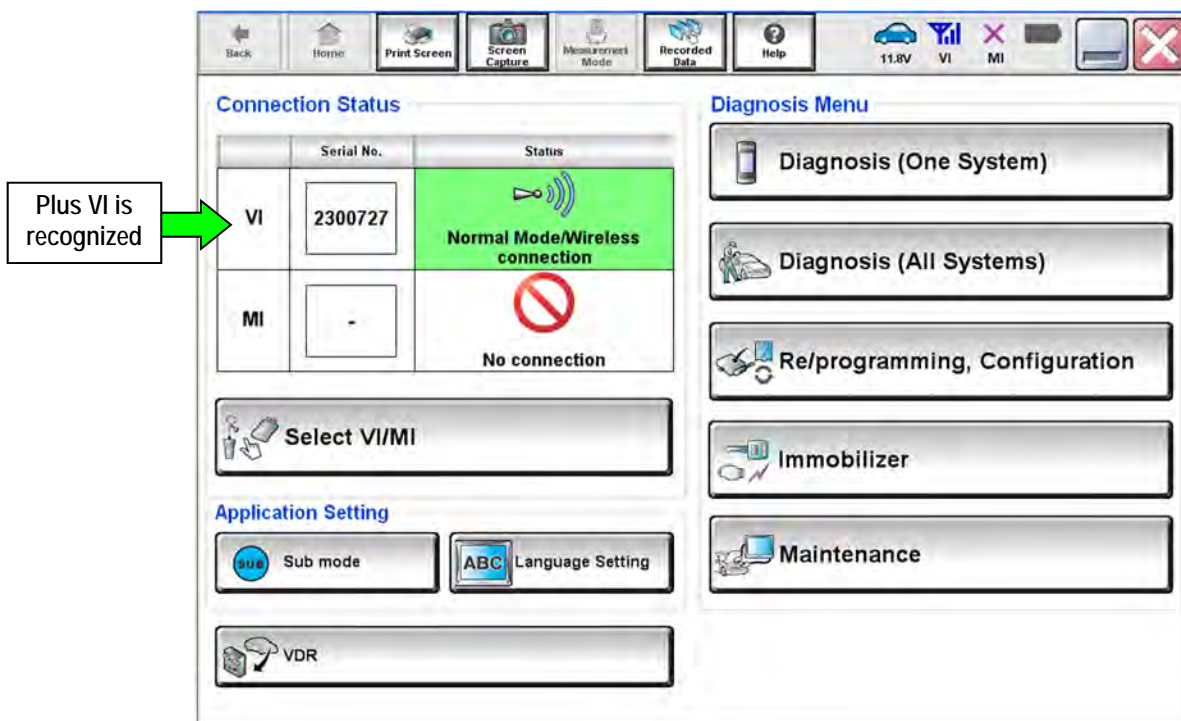 Back
Home
Print Screen
Screen
Capture
Measurement
Mode
Recorded
Data
Help
11.8V
VI
MI
Connection Status
Serial No.
Status
VI
2300727
Normal Mode/Wireless
connection
MI
-
No connection
Select VI/MI
Application Setting
SUB
Sub mode
ABC
Language Setting
VDR
Diagnosis Menu
Diagnosis (One System)
Diagnosis (All Systems)
Re/programming, Configuration
Immobilizer
Maintenance
Plus VI is
recognized